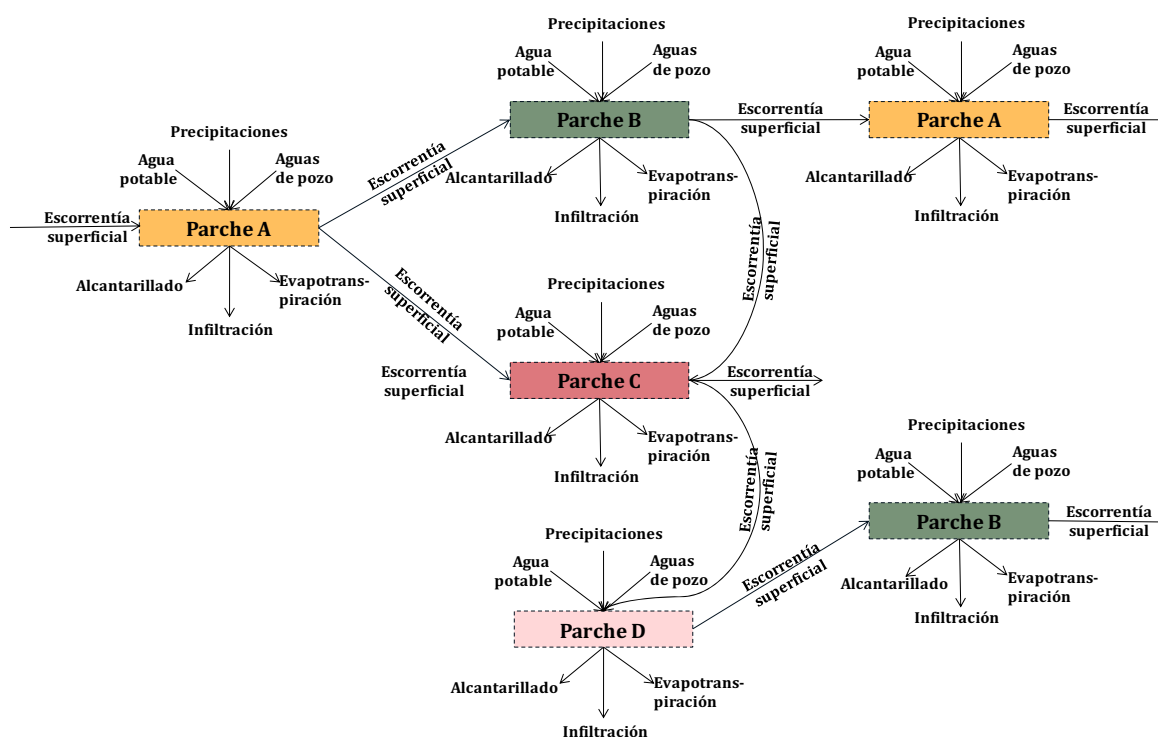 Precipitaciones
Agua
potable
Aguas
de pozo
Parche B
Alcantarillado
Evapotrans-
piración
Infiltración
Escorrentía
superficial
Precipitaciones
Agua
potable
Aguas
de pozo
Parche A
Escorrentía
superficial
Alcantarillado
Evapotrans-
piración
Infiltración
Precipitaciones
Agua
potable
Aguas
de pozo
Escorrentía
superficial
Parche A
Alcantarillado
Evapotrans-
piración
Infiltración
Escorrentía
superficial
Escorrentía
superficial
Escorrentía
superficial
Precipitaciones
Agua
potable
Aguas
de pozo
Escorrentía
superficial
Parche C
Escorrentía
superficial
Alcantarillado
Evapotrans-
piración
Infiltración
Escorrentía
superficial
Precipitaciones
Agua
potable
Aguas
de pozo
Parche D
Alcantarillado
Evapotrans-
piración
Infiltración
Escorrentía
superficial
Precipitaciones
Agua
potable
Aguas
de pozo
Parche B
Escorrentía
superficial
Alcantarillado
Evapotrans-
piración
Infiltración